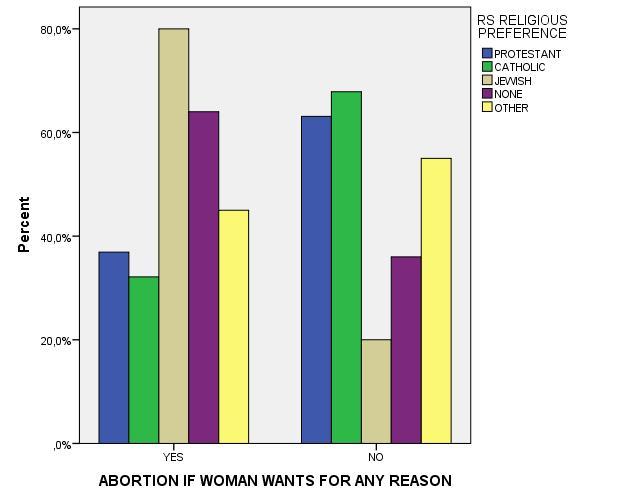 RS RELIGIOUS
PREFERENCE
PROTESTANT
CATHOLIC
JEWISH
NONE
OTHER
80,0%
60,0%
40,0%
20,0%
,0%
Percent
YES
NO
ABORTION IF WOMAN WANTS FOR ANY REASON